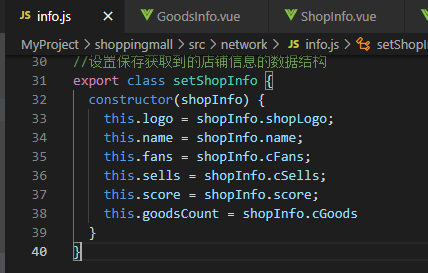 info.js GoodsInfo.vue ShopInfo.vue
MyProject > shoppingmall > src > network > JS info.js >
30 //设置保存获取到的店铺信息的数据结构
31 export class setShopInfo {
32 constructor(shopInfo) {
33 this.logo = shopInfo.shopLogo;
34 this.name = shopInfo.name;
35 this.fans = shopInfo.cFans;
36 this.sells = shopInfo.cSells;
37 this.score = shopInfo.score;
38 this.goodsCount = shopInfo.cGoods
39 }
40 }